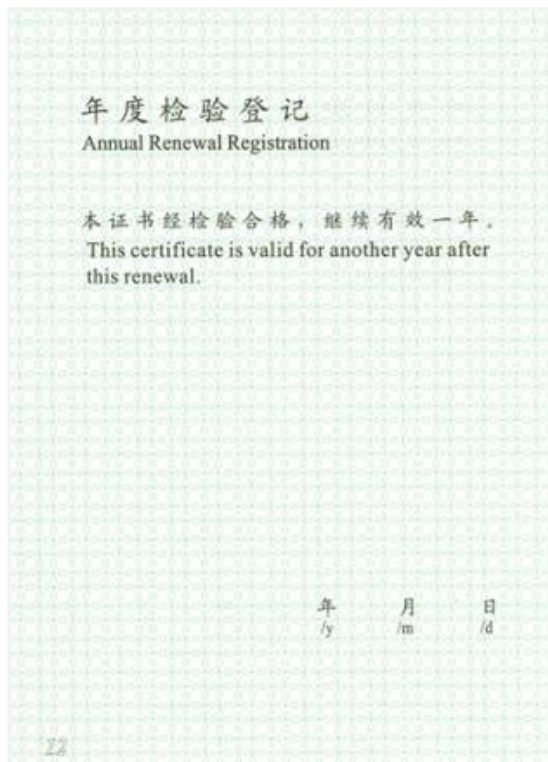 年度检验登记
Annual Renewal Registration
本证书经检验合格，继续有效一年。
This certificate is valid for another year after
this renewal.
年 月 日
/y /m /d
22